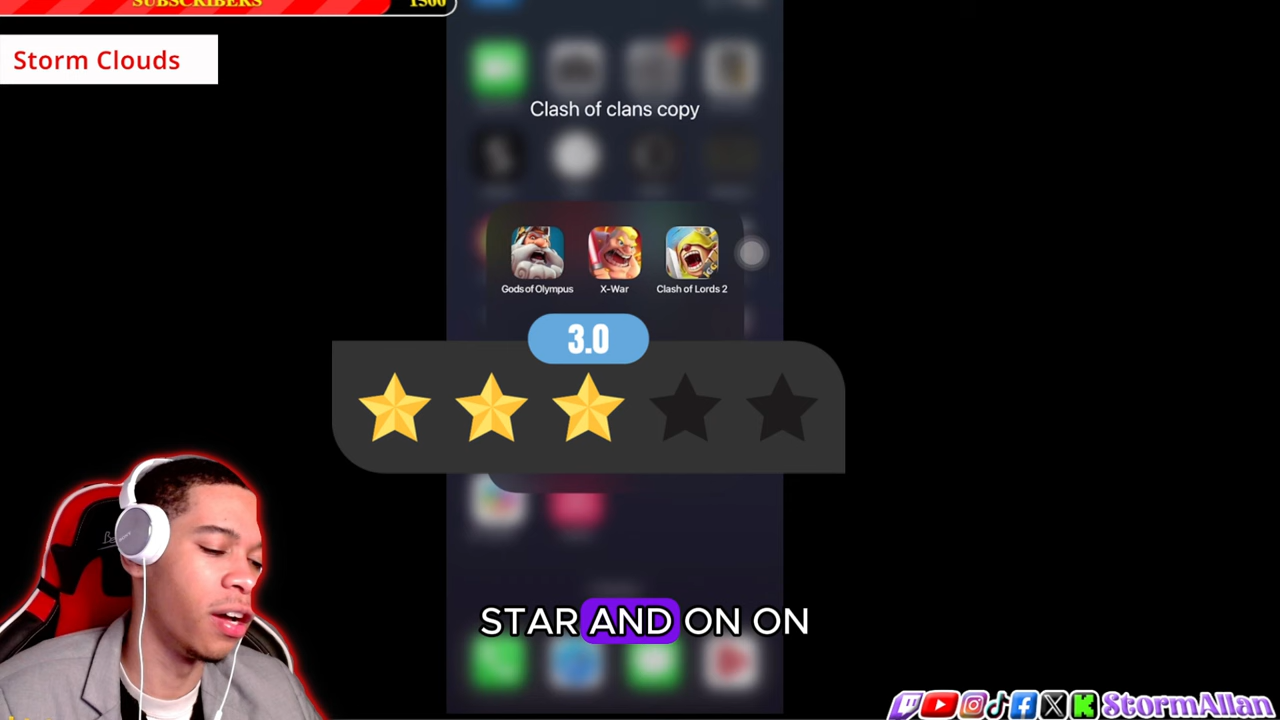 SUBSCRIBERS 1566
Storm Clouds
Clash of clans copy
Gods of Olympus X-War Clash of Lords 2
3.0
STAR AND ON ON
StormAllan